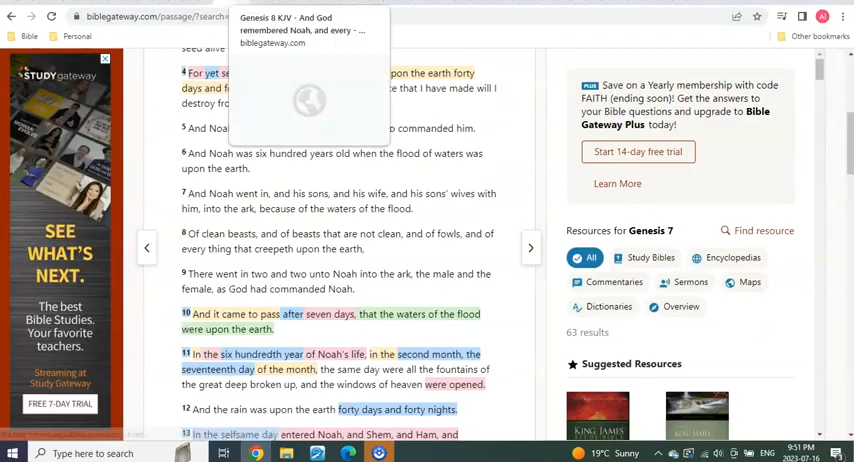 biblegateway.com/passage/?search=
Bible
Popular
Other bookmarks
Genesis 8 KJV - And God
remembered Noah, and every - ...
biblegateway.com
STUDYgateway
SEE
WHAT'S
NEXT.
The best
Bible Studies.
Your favorite
teachers.
Streaming at
Study Gateway
FREE 7-DAY TRIAL
seed alive
4 For yet se upon the earth forty
days and f ce that I have made will I
destroy fro
5 And Noa o commanded him.
6 And Noah was six hundred years old when the flood of waters was
upon the earth.
7 And Noah went in, and his sons, and his wife, and his sons' wives with
him, into the ark, because of the waters of the flood.
8 Of clean beasts, and of beasts that are not clean, and of fowls, and of
every thing that creepeth upon the earth,
9 There went in two and two unto Noah into the ark, the male and the
female, as God had commanded Noah.
10 And it came to pass after seven days, that the waters of the flood
were upon the earth.
11 In the six hundredth year of Noah's life, in the second month, the
seventeenth day of the month, the same day were all the fountains of
the great deep broken up, and the windows of heaven were opened.
12 And the rain was upon the earth forty days and forty nights.
13 In the selfsame day entered Noah, and Shem, and Ham, and
PLUS Save on a Yearly membership with code
FAITH (ending soon)! Get the answers to
your Bible questions and upgrade to Bible
Gateway Plus today!
Start 14-day free trial
Learn More
Resources for Genesis 7
Find resource
All
Study Bibles
Encyclopedias
Commentaries
Sermons
Maps
Dictionaries
Overview
63 results
Suggested Resources
KING JAMES
STUDY BIBLE
KING JAMES
Type here to search
19°C Sunny
ENG
9:51 PM
2023-07-16
3